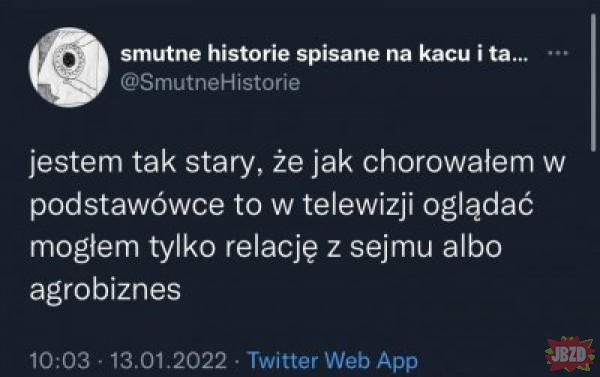 smutne historie spisane na kacu i ta...
@SmutneHistorie
jestem tak stary, że jak chorowałem w
podstawówce to w telewizji oglądać
mogłem tylko relację z sejmu albo
agrobiznes
10:03 · 13.01.2022 · Twitter Web App
JBZD